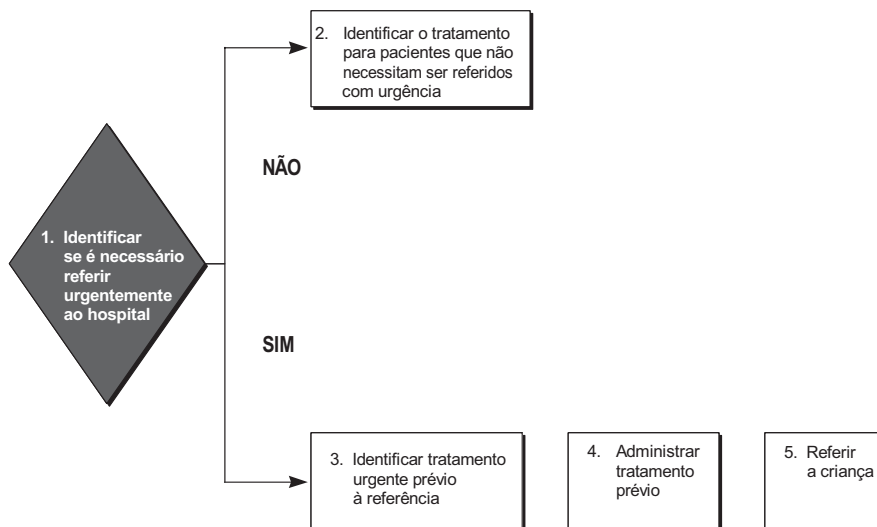 2. Identificar o tratamento
para pacientes que não
necessitam ser referidos
com urgência
NÃO
1. Identificar
se é necessário
referir
urgentemente
ao hospital
SIM
3. Identificar tratamento
urgente prévio
à referência
4. Administrar
tratamento
prévio
5. Referir
a criança